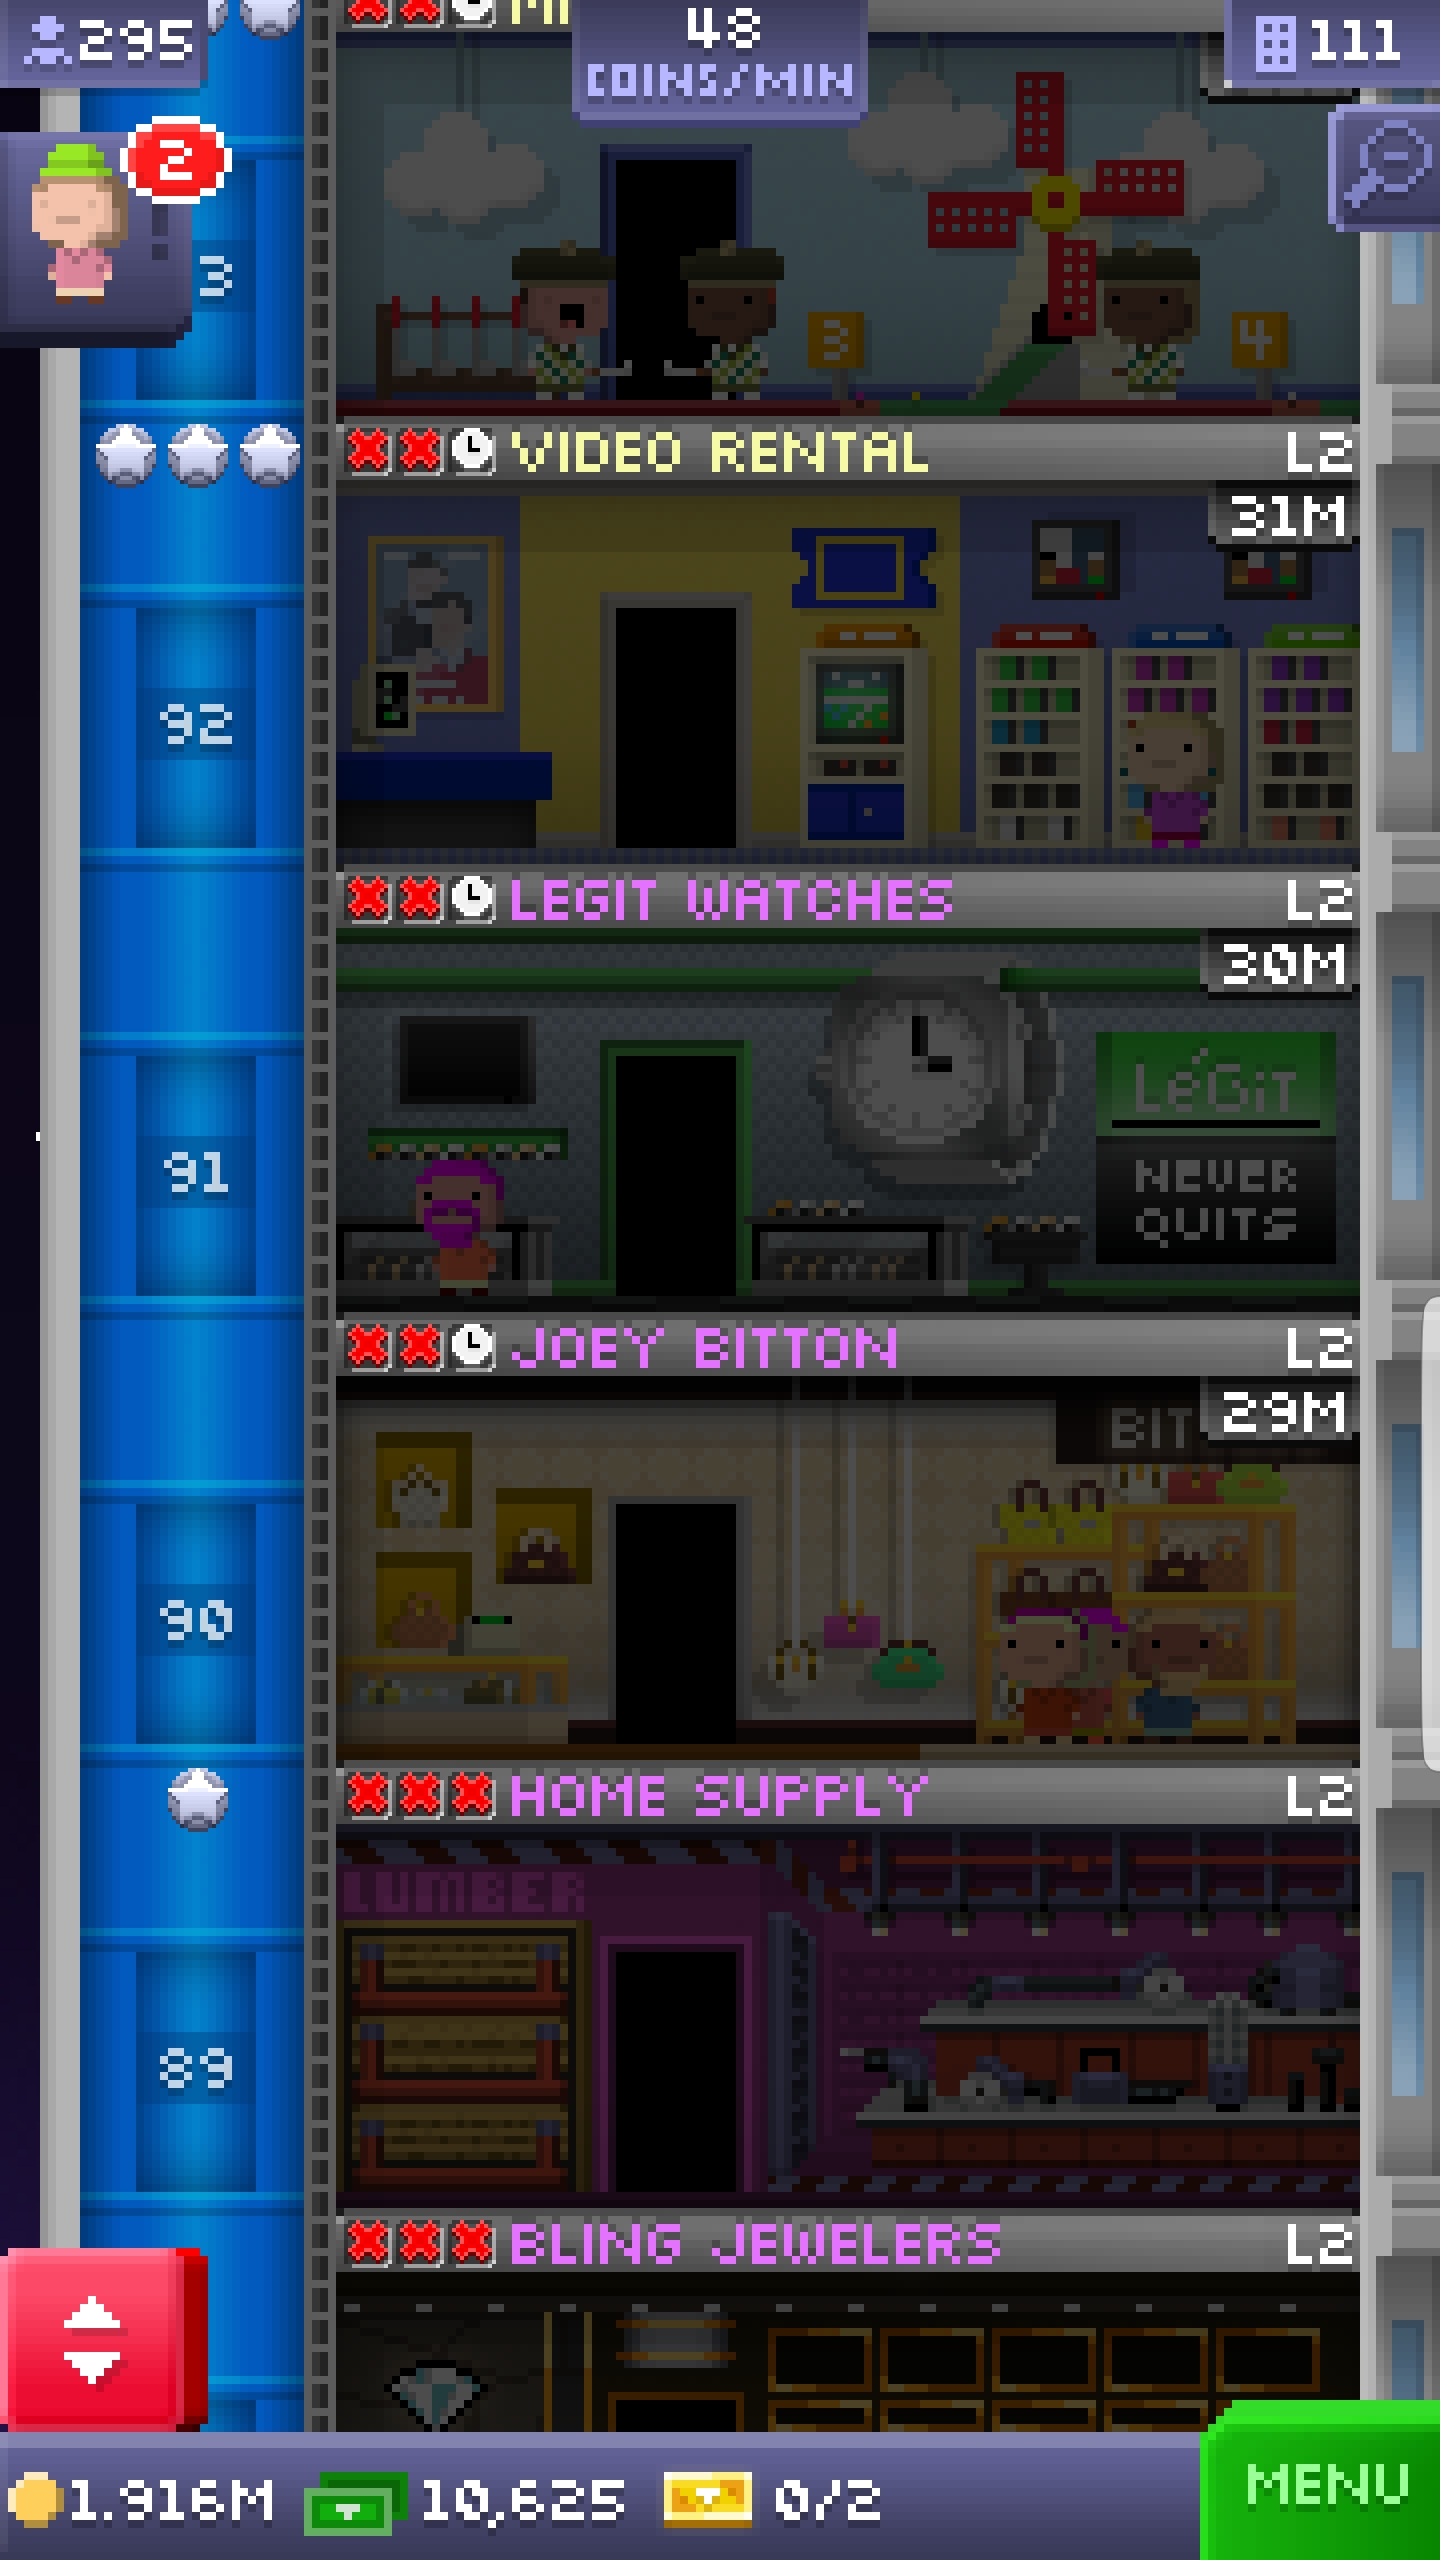 295
48
COINS/MIN
111
2
3
3
4
VIDEO RENTAL L2
31M
92
LEGIT WATCHES L2
30M
LéGiT
NEVER
QUITS
91
JOEY BITTON L2
BIT
29M
90
HOME SUPPLY L2
LUMBER
89
BLING JEWELERS L2
1.916M 10,625 0/2
MENU